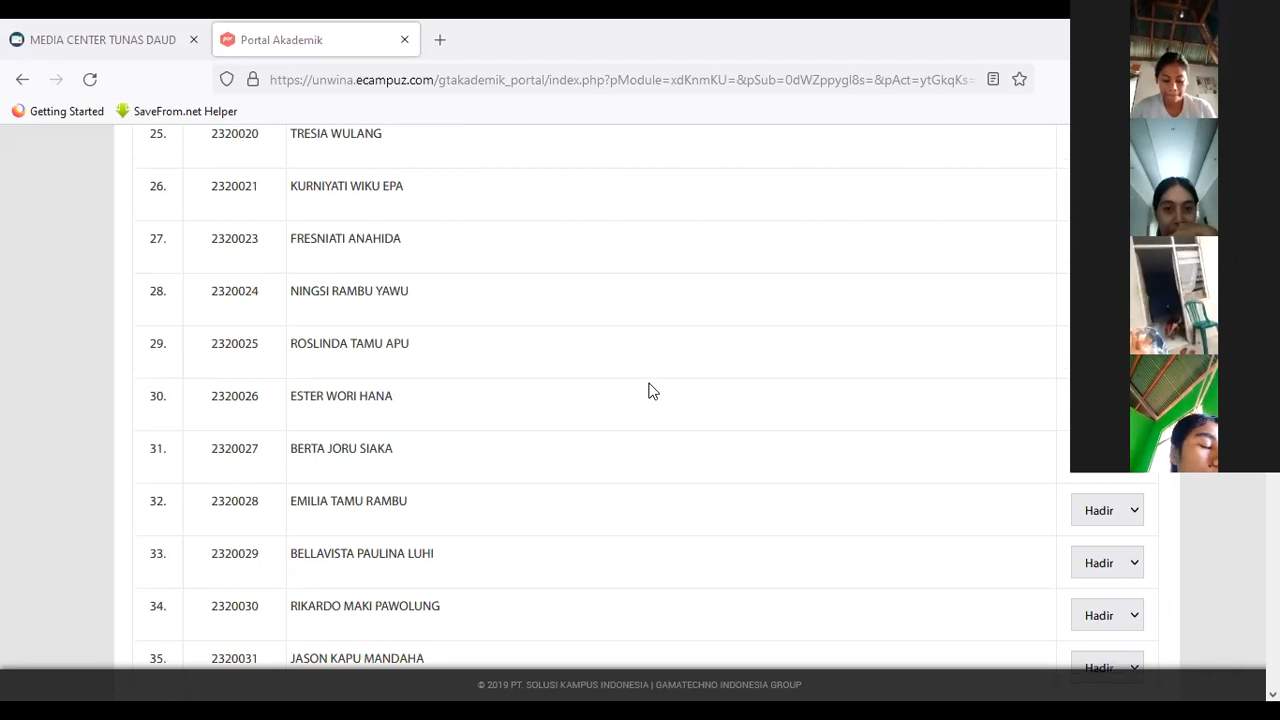 MEDIA CENTER TUNAS DAUD
Portal Akademik
https://unwina.ecampuz.com/gtakademik_portal/index.php?pModule=xdKnmKU=&pSub=0dWZppygl8s=&pAct=ytGkqKs=
Getting Started
SaveFrom.net Helper
25. 2320020 TRESIA WULANG
26. 2320021 KURNIYATI WIKU EPA
27. 2320023 FRESNIATI ANAHIDA
28. 2320024 NINGSI RAMBU YAWU
29. 2320025 ROSLINDA TAMU APU
30. 2320026 ESTER WORI HANA
31. 2320027 BERTA JORU SIAKA
32. 2320028 EMILIA TAMU RAMBU Hadir
33. 2320029 BELLAVISTA PAULINA LUHI Hadir
34. 2320030 RIKARDO MAKI PAWOLUNG Hadir
35. 2320031 JASON KAPU MANDAHA Hadir
© 2019 PT. SOLUSI KAMPUS INDONESIA | GAMATECHNO INDONESIA GROUP